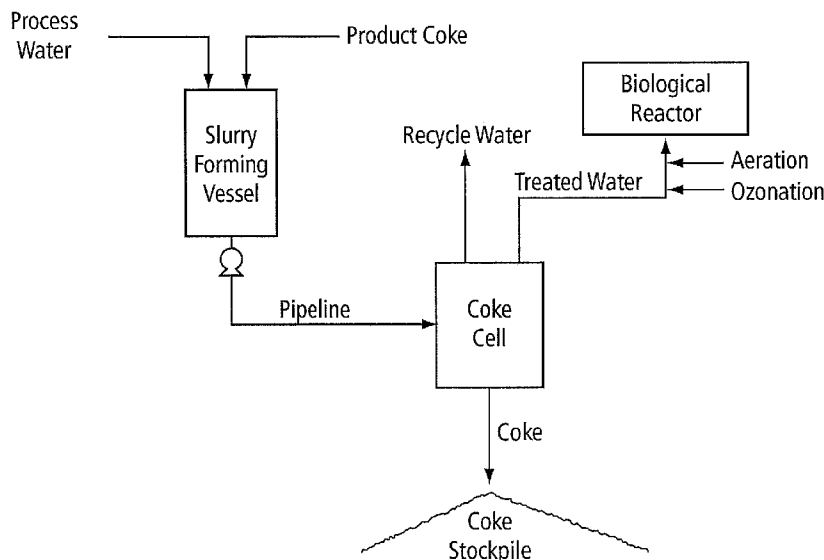 Process
Water
Product Coke
Slurry
Forming
Vessel
Biological
Reactor
Recycle Water
Aeration
Treated Water
Ozonation
Pipeline
Coke
Cell
Coke
Coke
Stockpile